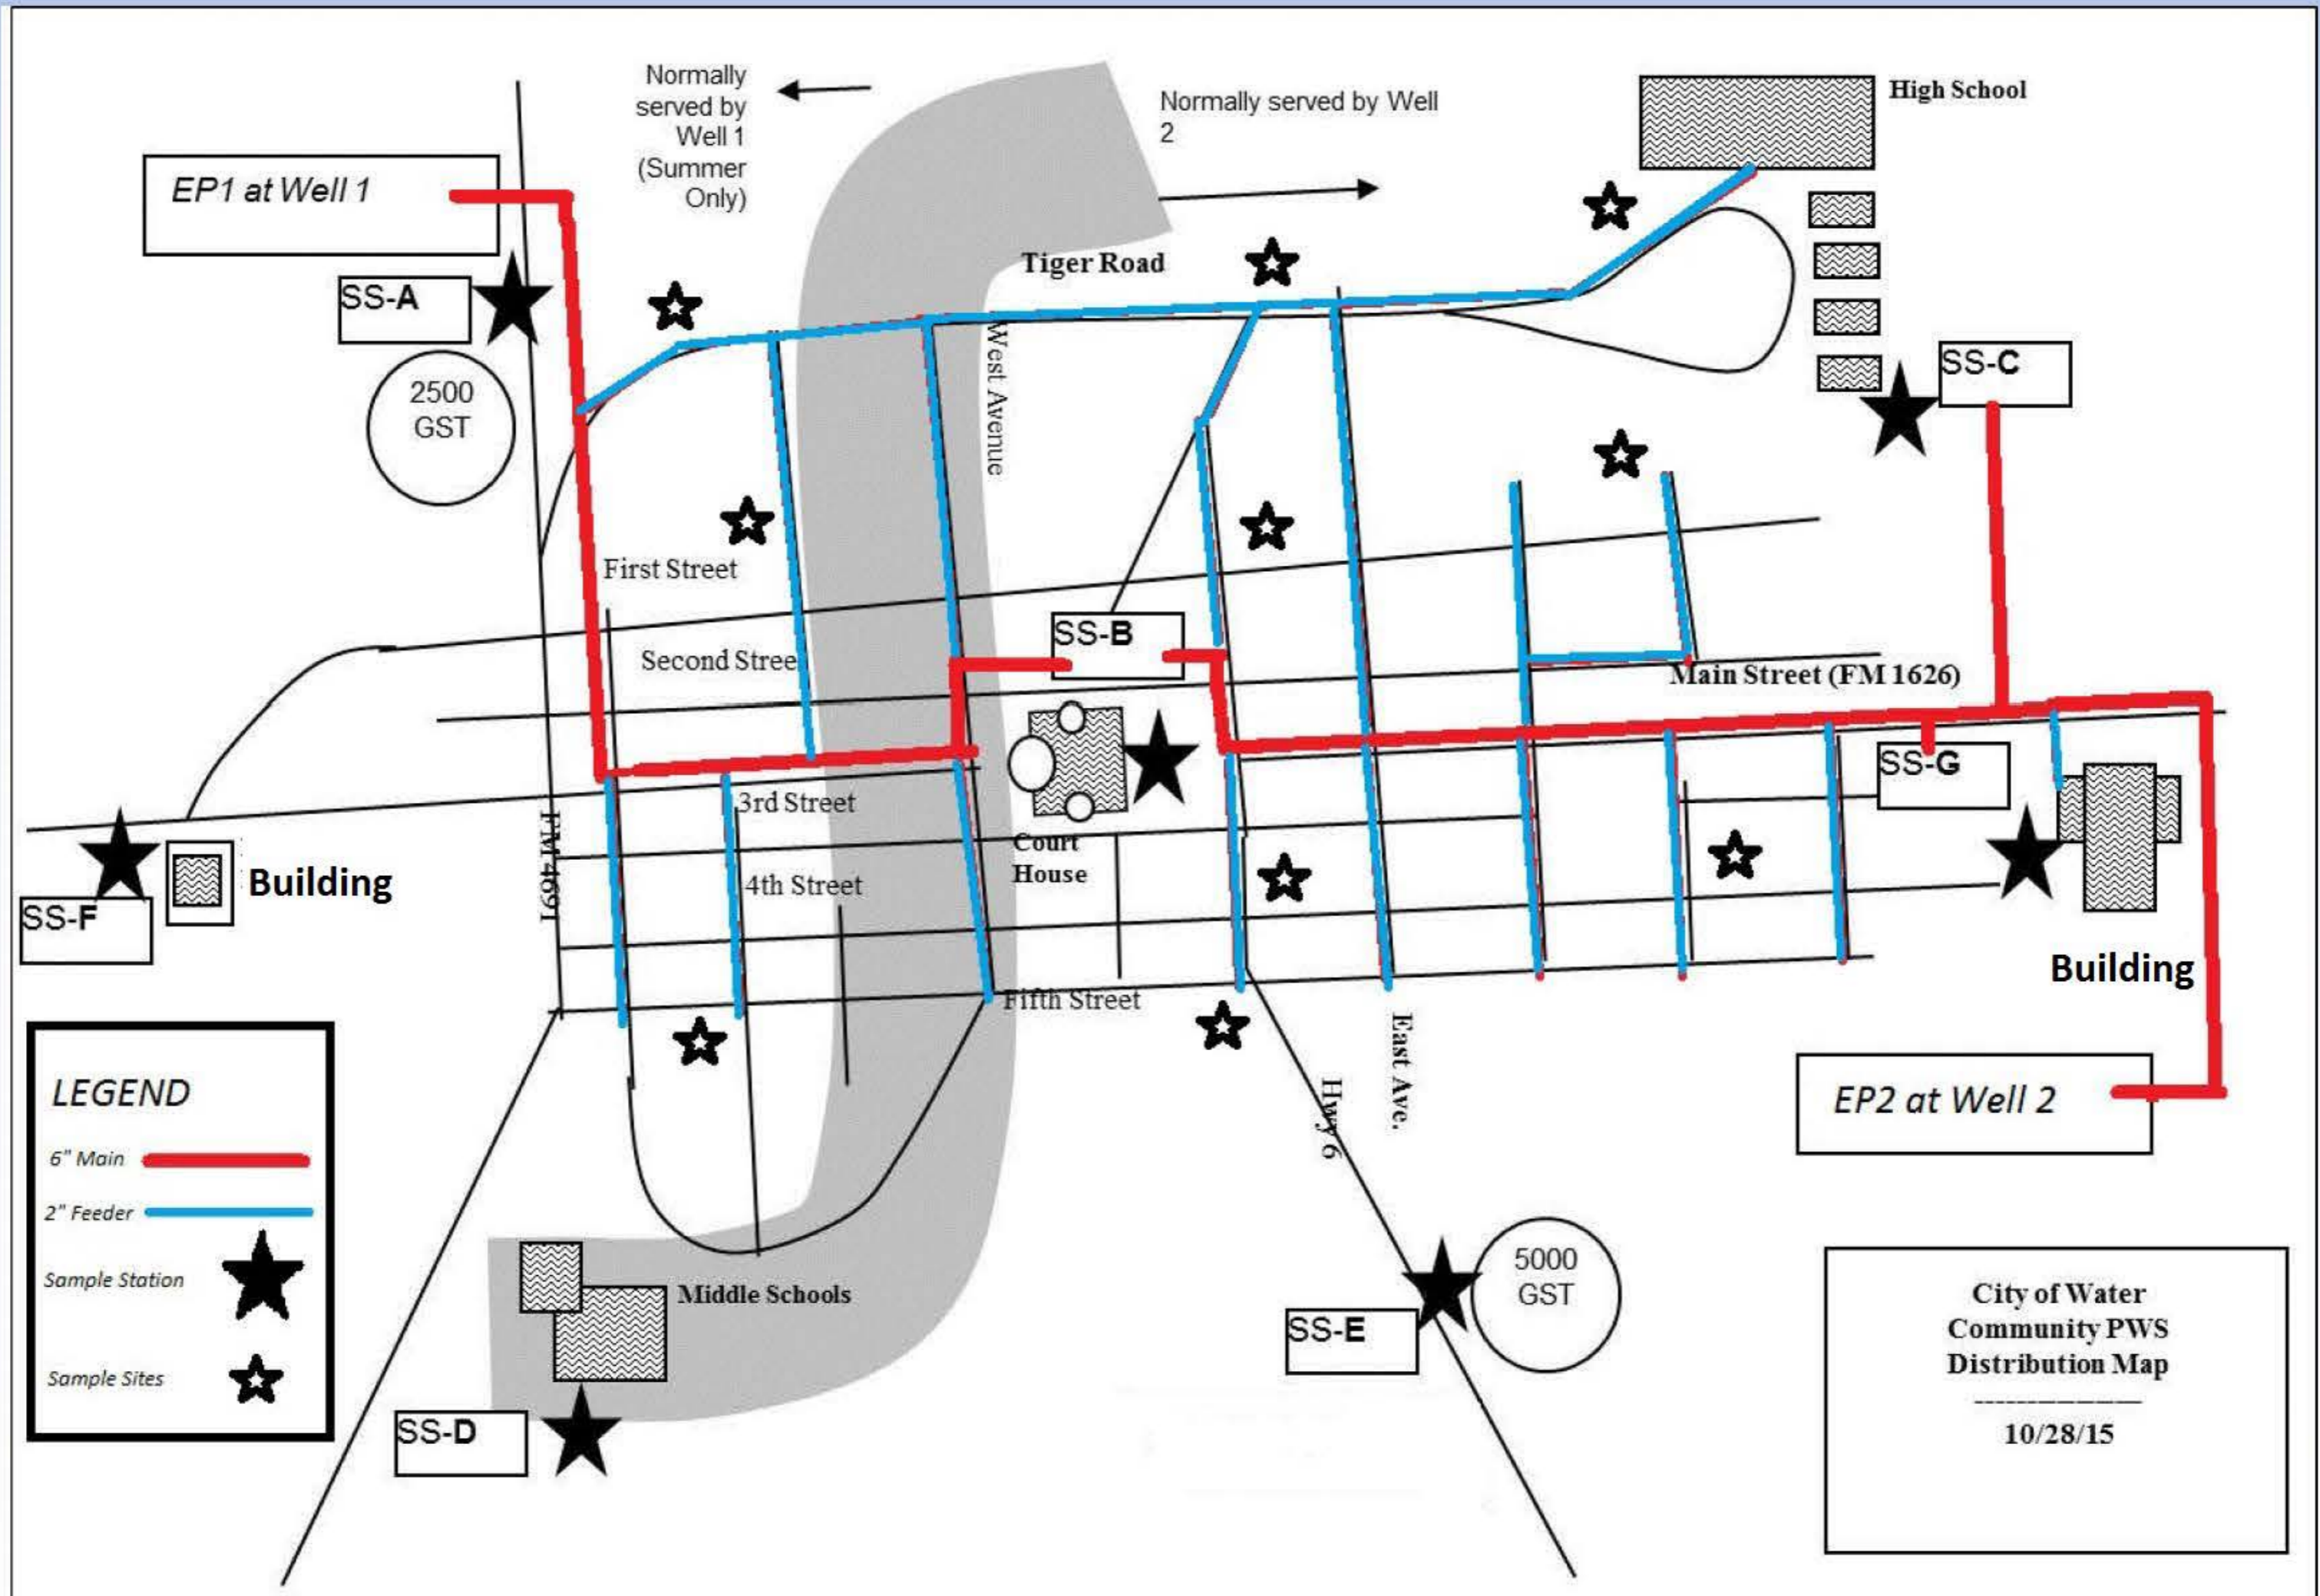 Normally
served by
Well 1
(Summer
Only)
Normally served by Well
2
High School
EP1 at Well 1
SS-A
2500
GST
Tiger Road
West Avenue
SS-C
First Street
SS-B
Second Stree
Main Street (FM 1626)
SS-G
3rd Street
Court
House
4th Street
FM 4691
Building
SS-F
Building
Fifth Street
East Ave.
Hwy 6
EP2 at Well 2
LEGEND
6" Main
2" Feeder
Sample Station
Sample Sites
Middle Schools
SS-D
5000
GST
SS-E
City of Water
Community PWS
Distribution Map
--------------------
10/28/15